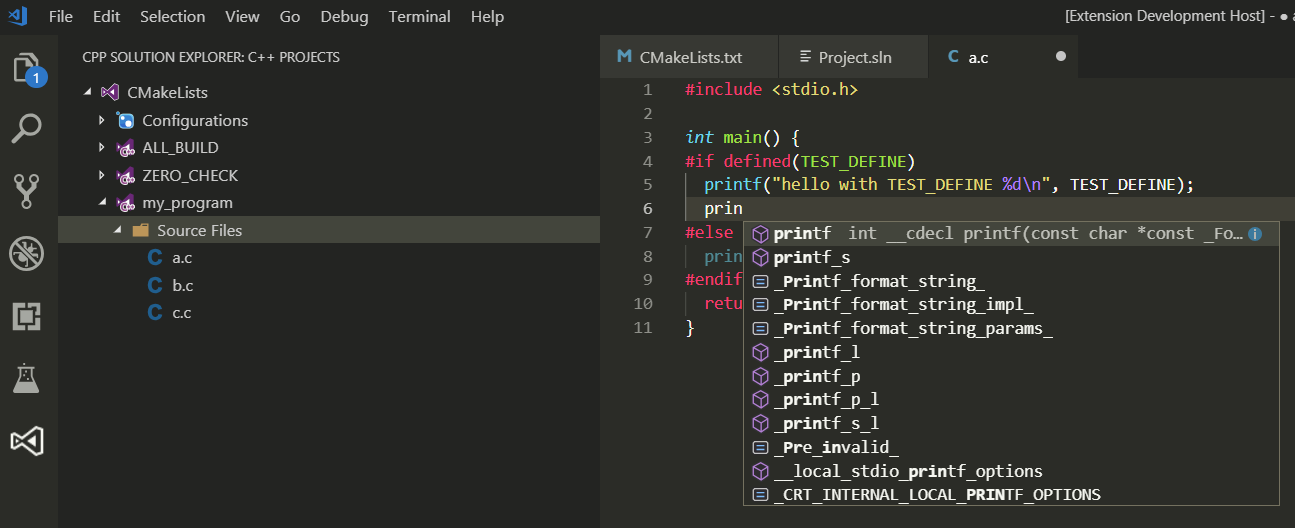 File Edit Selection View Go Debug Terminal Help
[Extension Development Host] - ● a
1
CPP SOLUTION EXPLORER: C++ PROJECTS
CMakeLists
Configurations
ALL_BUILD
ZERO_CHECK
my_program
Source Files
C a.c
C b.c
C c.c
M CMakeLists.txt
Project.sln
C a.c
1 #include <stdio.h>
2
3 int main() {
4 #if defined(TEST_DEFINE)
5 printf("hello with TEST_DEFINE %d\n", TEST_DEFINE);
6 prin
7 #else
8 prin
9 #endif
10 retu
11 }
printf int __cdecl printf(const char *const _Fo...
printf_s
_Printf_format_string_
_Printf_format_string_impl_
_Printf_format_string_params_
_printf_l
_printf_p
_printf_p_l
_printf_s_l
_Pre_invalid_
__local_stdio_printf_options
_CRT_INTERNAL_LOCAL_PRINTF_OPTIONS